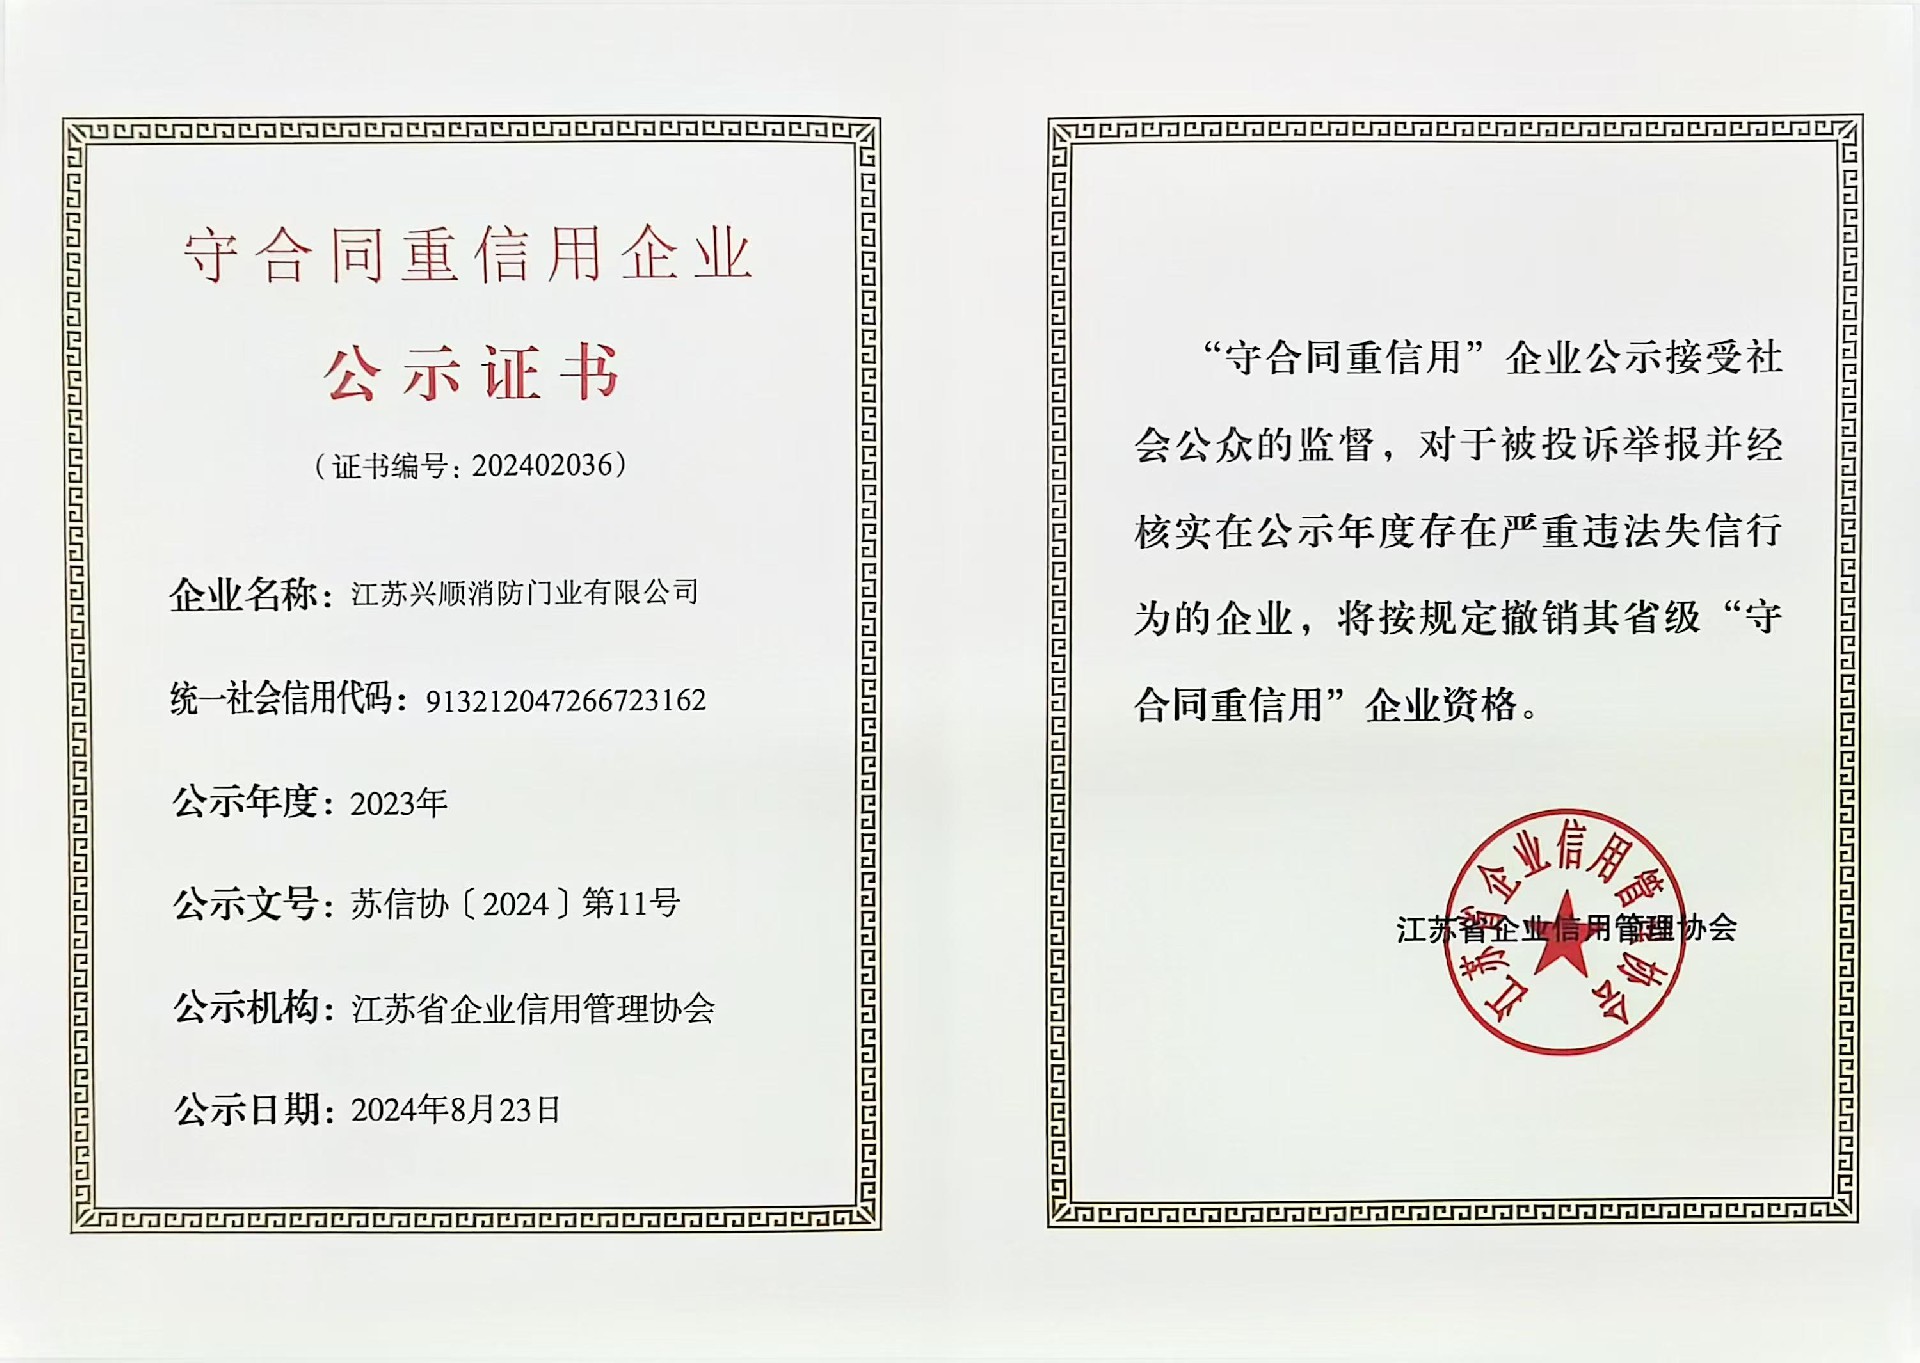 守合同重信用企业
公示证书
（证书编号：202402036）
企业名称：江苏兴顺消防门业有限公司
统一社会信用代码：913212047266723162
公示年度：2023年
公示文号：苏信协〔2024〕第11号
公示机构：江苏省企业信用管理协会
公示日期：2024年8月23日
“守合同重信用”企业公示接受社
会公众的监督，对于被投诉举报并经
核实在公示年度存在严重违法失信行
为的企业，将按规定撤销其省级“守
合同重信用”企业资格。
江苏省企业信用管理协会
江苏省企业信用管理协会